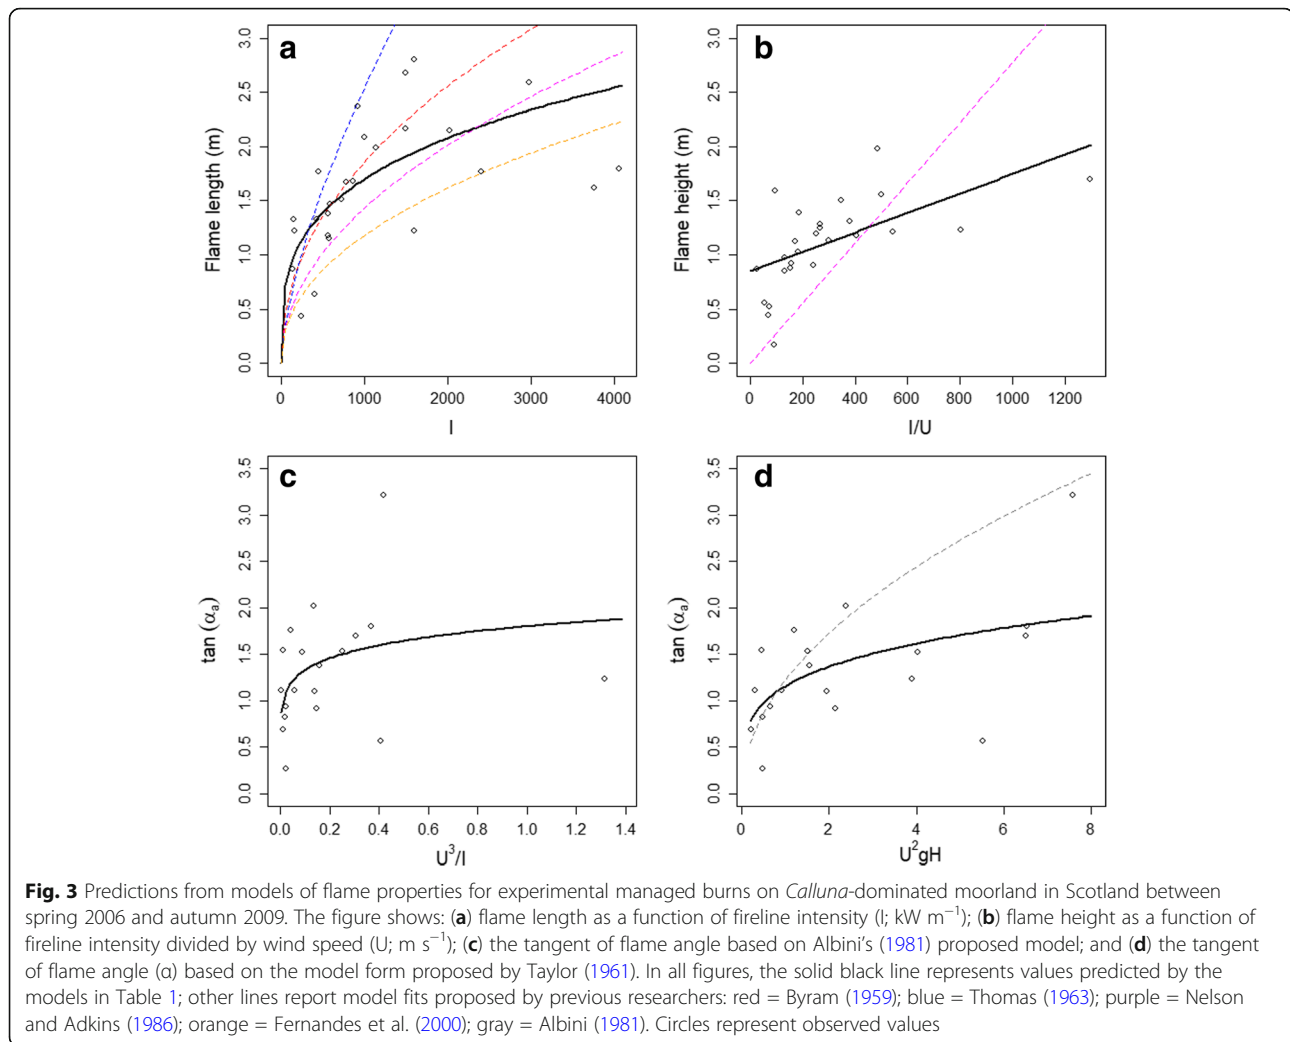 a
3.0
2.5
2.0
1.5
1.0
0.5
0.0
Flame length (m)
0 1000 2000 3000 4000
I
b
3.0
2.5
2.0
1.5
1.0
0.5
0.0
Flame height (m)
0 200 400 600 800 1000 1200
I/U
c
3.5
3.0
2.5
2.0
1.5
1.0
0.5
0.0
tan (αa)
0.0 0.2 0.4 0.6 0.8 1.0 1.2 1.4
U³/I
d
3.5
3.0
2.5
2.0
1.5
1.0
0.5
0.0
tan (αa)
0 2 4 6 8
U²gH
Fig. 3 Predictions from models of flame properties for experimental managed burns on Calluna-dominated moorland in Scotland between
spring 2006 and autumn 2009. The figure shows: (a) flame length as a function of fireline intensity (I; kW m⁻¹); (b) flame height as a function of
fireline intensity divided by wind speed (U; m s⁻¹); (c) the tangent of flame angle based on Albini's (1981) proposed model; and (d) the tangent
of flame angle (α) based on the model form proposed by Taylor (1961). In all figures, the solid black line represents values predicted by the
models in Table 1; other lines report model fits proposed by previous researchers: red = Byram (1959); blue = Thomas (1963); purple = Nelson
and Adkins (1986); orange = Fernandes et al. (2000); gray = Albini (1981). Circles represent observed values